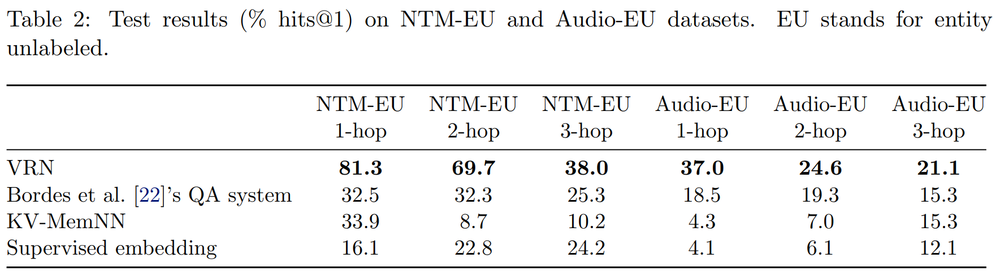 Table 2: Test results (% hits@1) on NTM-EU and Audio-EU datasets. EU stands for entity
unlabeled.
NTM-EU NTM-EU NTM-EU Audio-EU Audio-EU Audio-EU
1-hop 2-hop 3-hop 1-hop 2-hop 3-hop
VRN 81.3 69.7 38.0 37.0 24.6 21.1
Bordes et al. [22]'s QA system 32.5 32.3 25.3 18.5 19.3 15.3
KV-MemNN 33.9 8.7 10.2 4.3 7.0 15.3
Supervised embedding 16.1 22.8 24.2 4.1 6.1 12.1